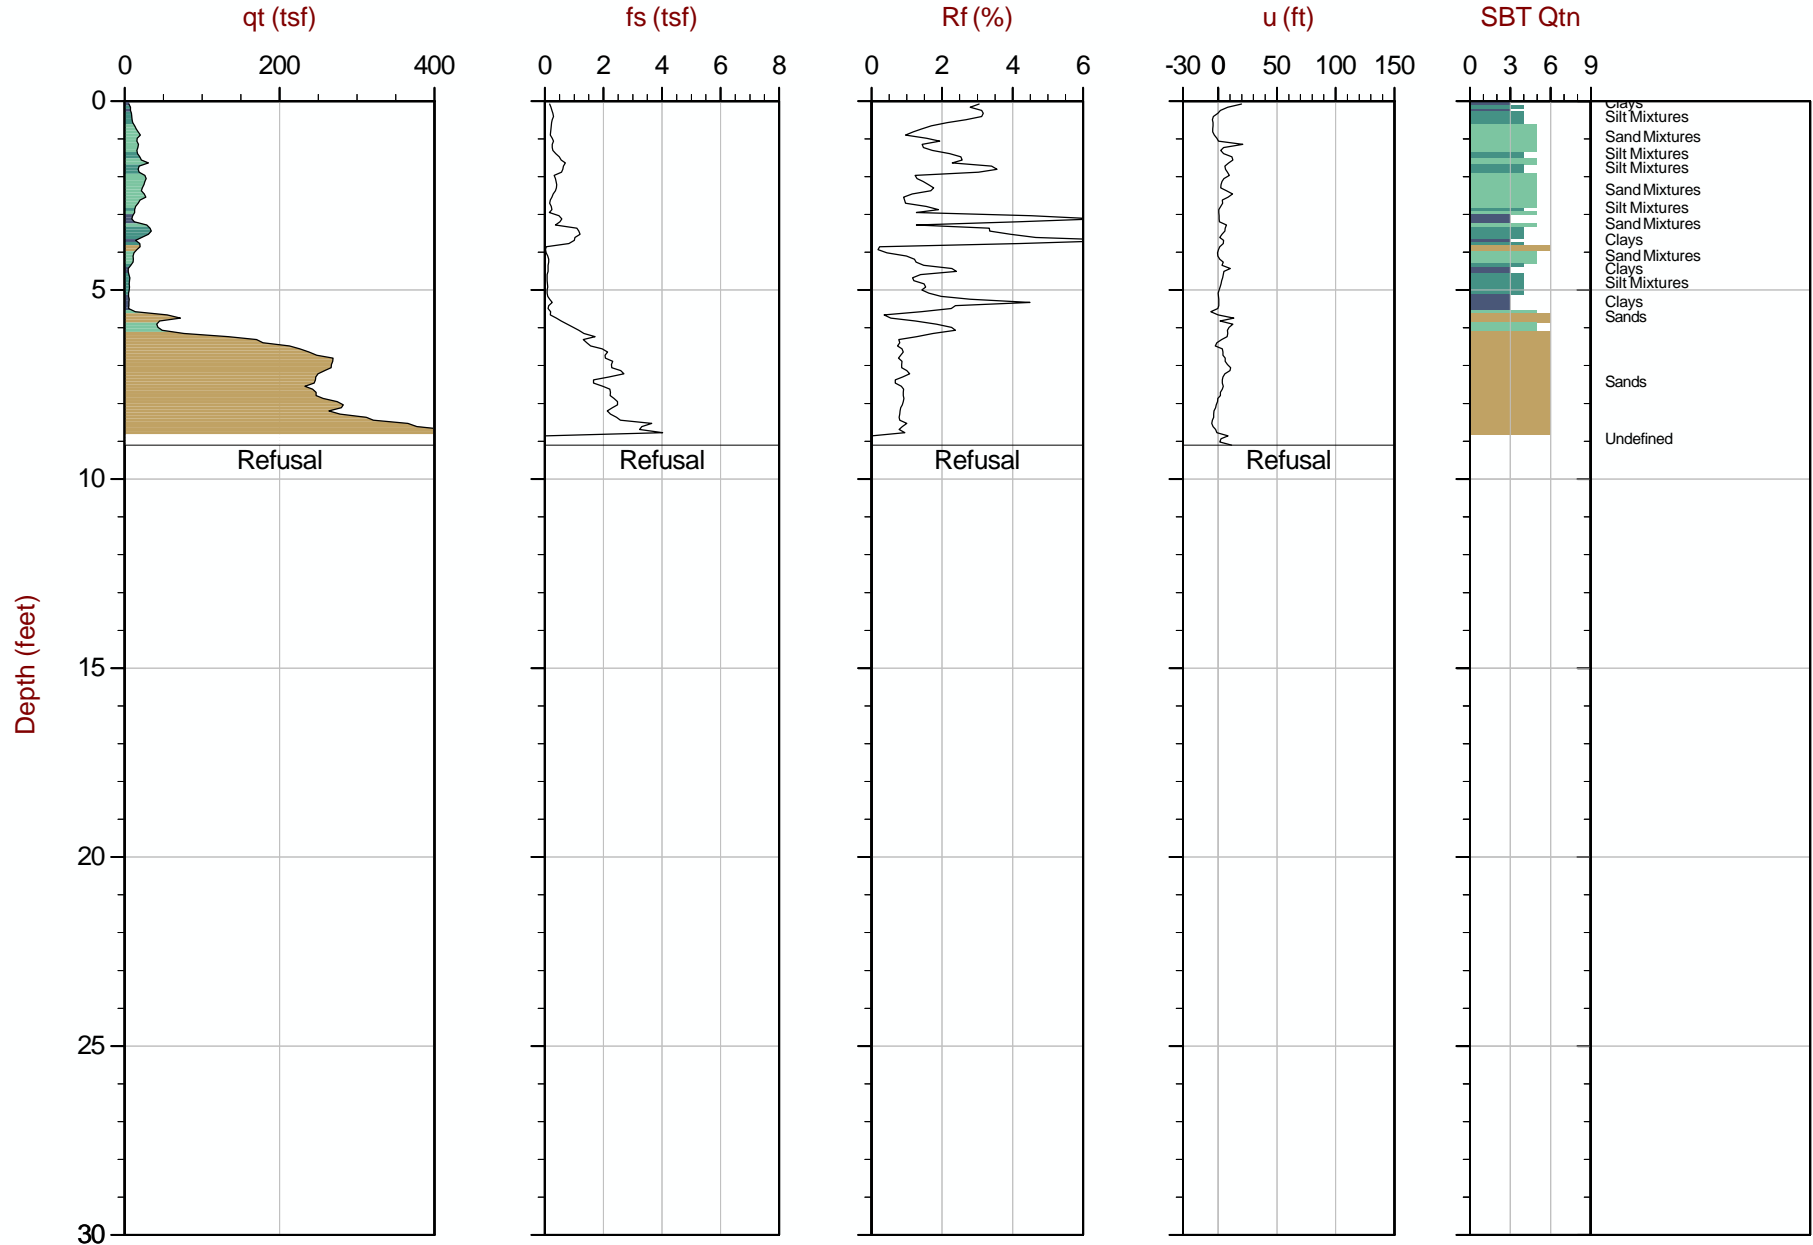 qt (tsf) fs (tsf) Rf (%) u (ft) SBT Qtn
0 200 400 0 2 4 6 8 0 2 4 6 -30 0 50 100 150 0 3 6 9
0
Clays
Silt Mixtures
Sand Mixtures
Silt Mixtures
Silt Mixtures
Sand Mixtures
Silt Mixtures
Sand Mixtures
Clays
Sand Mixtures
Clays
Silt Mixtures
5
Clays
Sands
Sands
Undefined
Refusal Refusal Refusal Refusal
10
15
20
25
30
Depth (feet)